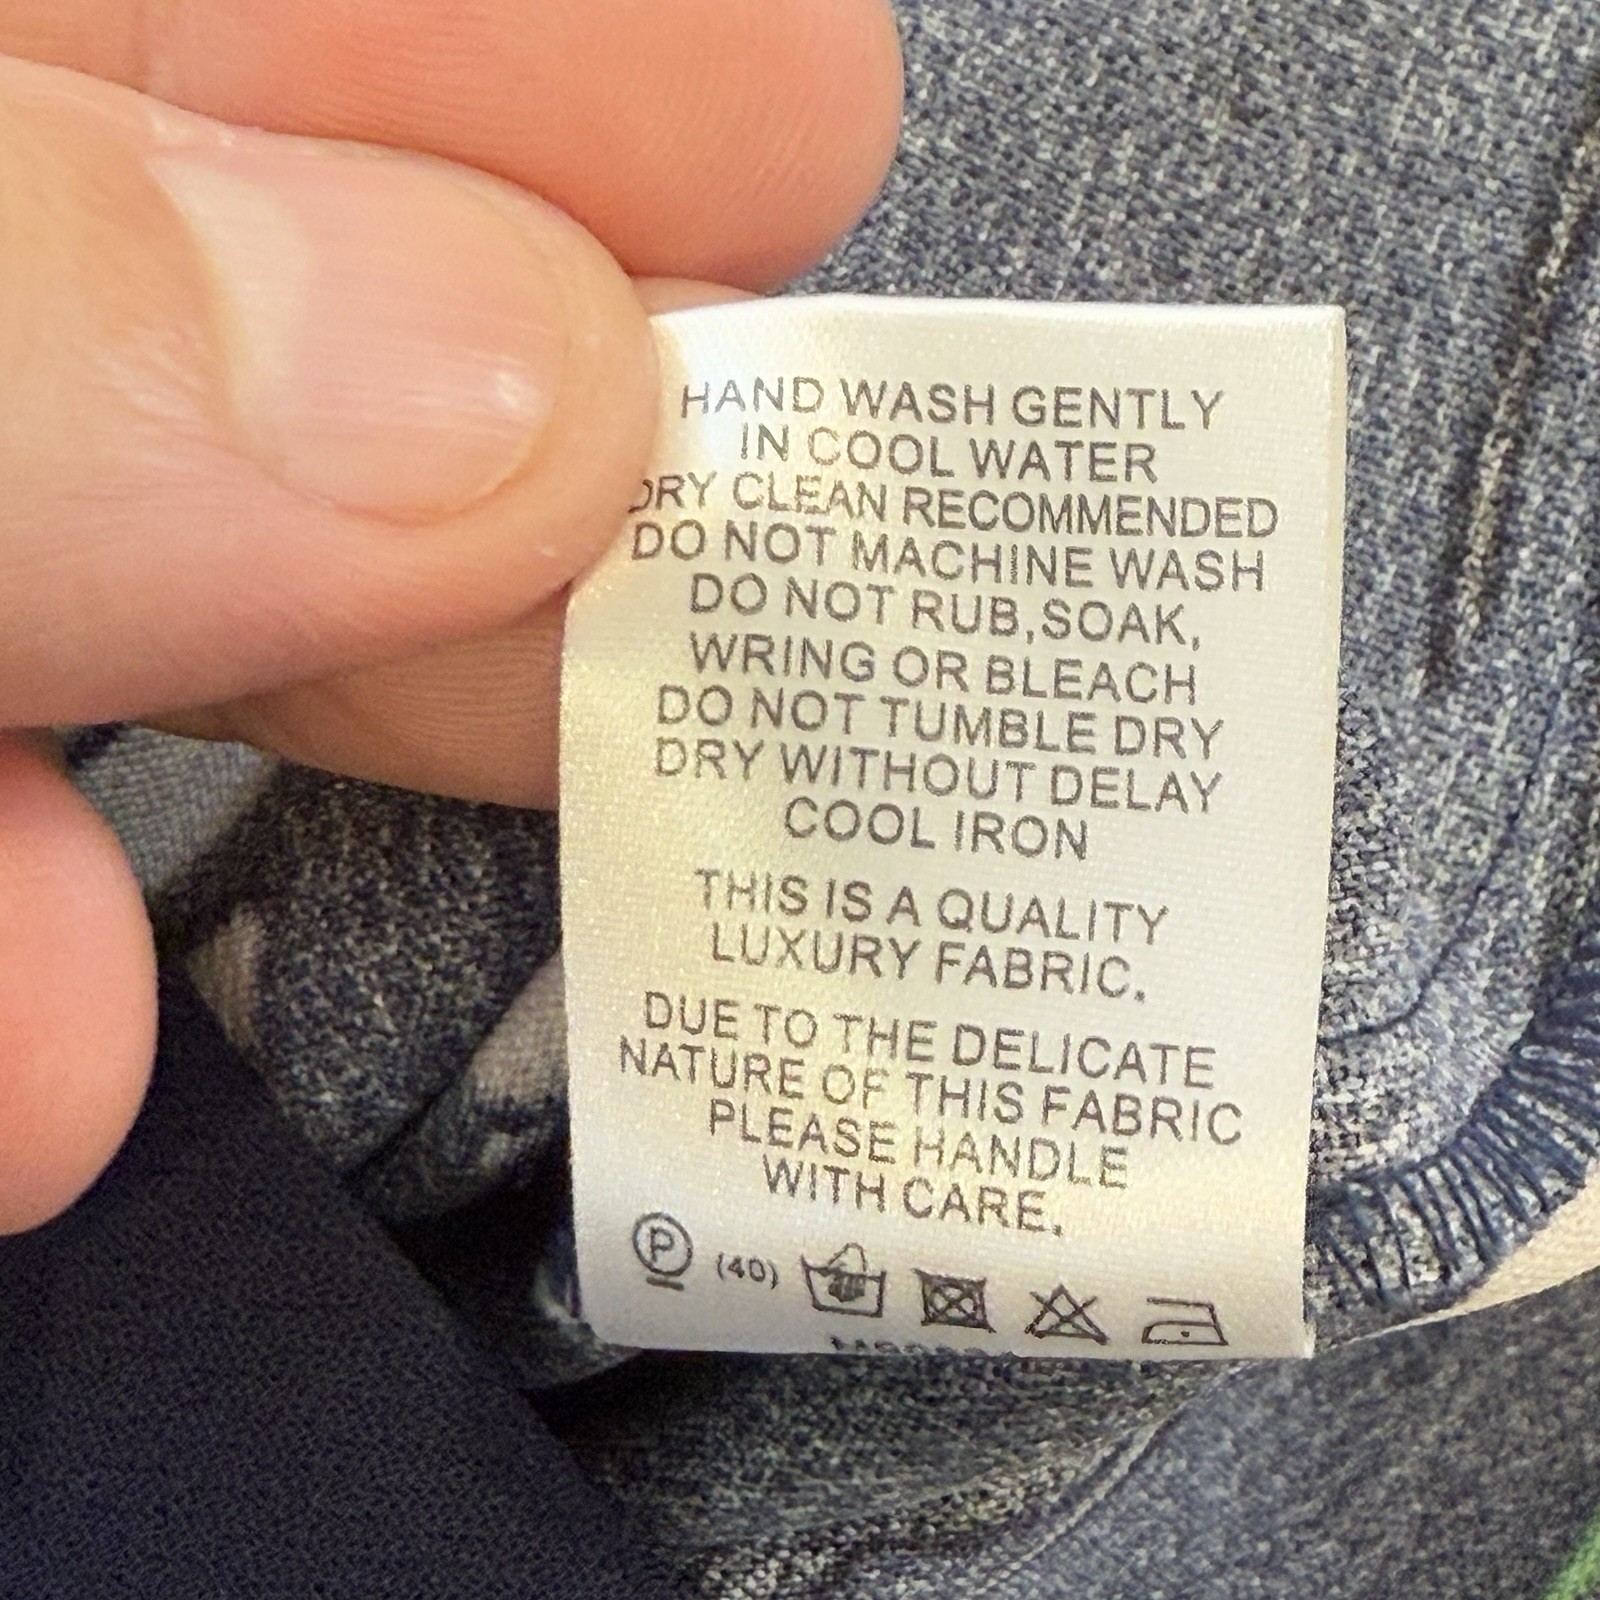 HAND WASH GENTLY
IN COOL WATER
DRY CLEAN RECOMMENDED
DO NOT MACHINE WASH
DO NOT RUB,SOAK,
WRING OR BLEACH
DO NOT TUMBLE DRY
DRY WITHOUT DELAY
COOL IRON
THIS IS A QUALITY
LUXURY FABRIC.
DUE TO THE DELICATE
NATURE OF THIS FABRIC
PLEASE HANDLE
WITH CARE.
P (40)